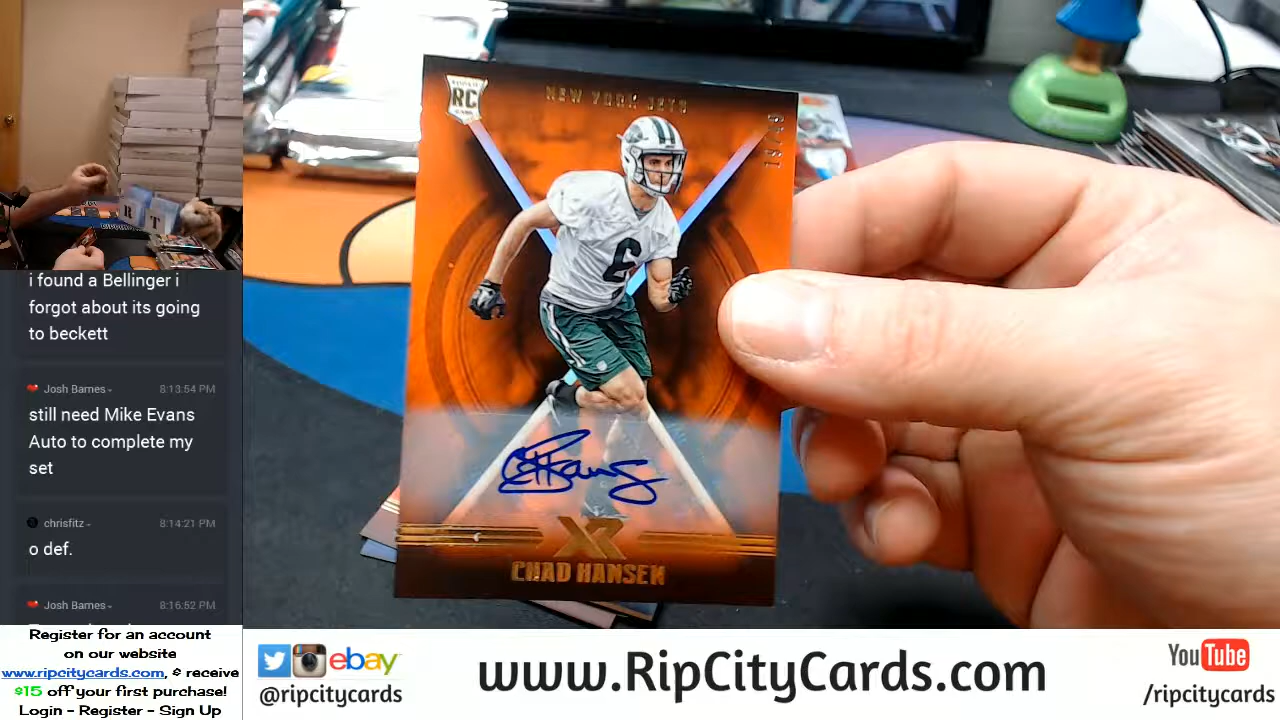 i found a Bellinger i
forgot about its going
to beckett
Josh Barnes
8:13:54 PM
still need Mike Evans
Auto to complete my
set
chrisfitz
8:14:21 PM
o def.
Josh Barnes
8:16:52 PM
Register for an account
on our website
www.ripcitycards.com, & receive
$15 off your first purchase!
Login - Register - Sign Up
R T
RC
NEW YORK JETS
6
XR
CHAD HANSEN
ebay
@ripcitycards
www.RipCityCards.com
YouTube
/ripcitycards